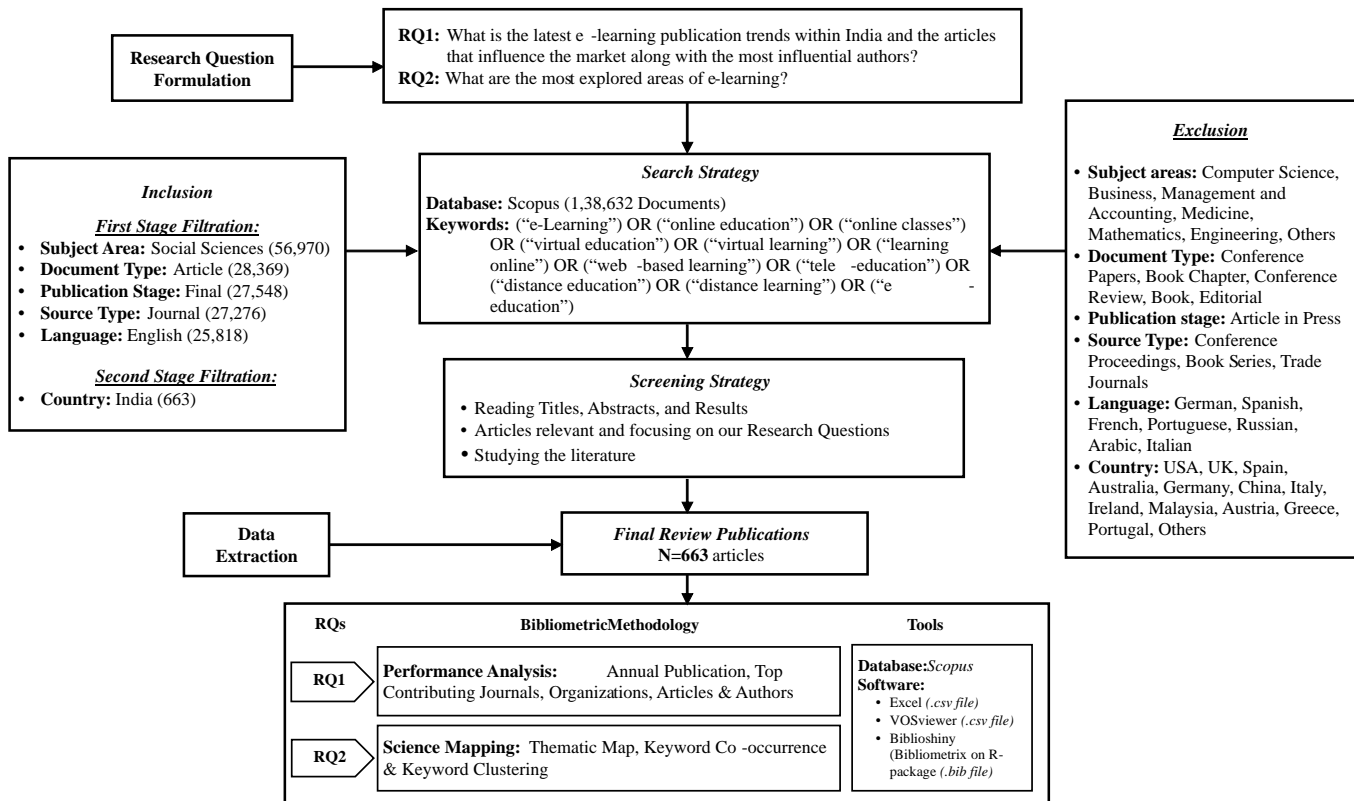 Research Question
Formulation
RQ1: What is the latest e -learning publication trends within India and the articles
that influence the market along with the most influential authors?
RQ2: What are the most explored areas of e-learning?
Inclusion
First Stage Filtration:
• Subject Area: Social Sciences (56,970)
• Document Type: Article (28,369)
• Publication Stage: Final (27,548)
• Source Type: Journal (27,276)
• Language: English (25,818)
Second Stage Filtration:
• Country: India (663)
Search Strategy
Database: Scopus (1,38,632 Documents)
Keywords: (“e-Learning”) OR (“online education”) OR (“online classes”)
OR (“virtual education”) OR (“virtual learning”) OR (“learning
online”) OR (“web -based learning”) OR (“tele -education”) OR
(“distance education”) OR (“distance learning”) OR (“e -
education”)
Exclusion
• Subject areas: Computer Science,
Business, Management and
Accounting, Medicine,
Mathematics, Engineering, Others
• Document Type: Conference
Papers, Book Chapter, Conference
Review, Book, Editorial
• Publication stage: Article in Press
• Source Type: Conference
Proceedings, Book Series, Trade
Journals
• Language: German, Spanish,
French, Portuguese, Russian,
Arabic, Italian
• Country: USA, UK, Spain,
Australia, Germany, China, Italy,
Ireland, Malaysia, Austria, Greece,
Portugal, Others
Screening Strategy
• Reading Titles, Abstracts, and Results
• Articles relevant and focusing on our Research Questions
• Studying the literature
Data
Extraction
Final Review Publications
N=663 articles
RQs
BibliometricMethodology
Tools
RQ1
Performance Analysis: Annual Publication, Top
Contributing Journals, Organizations, Articles & Authors
RQ2
Science Mapping: Thematic Map, Keyword Co -occurrence
& Keyword Clustering
Database:Scopus
Software:
• Excel (.csv file)
• VOSviewer (.csv file)
• Biblioshiny
(Bibliometrix on R-
package (.bib file)